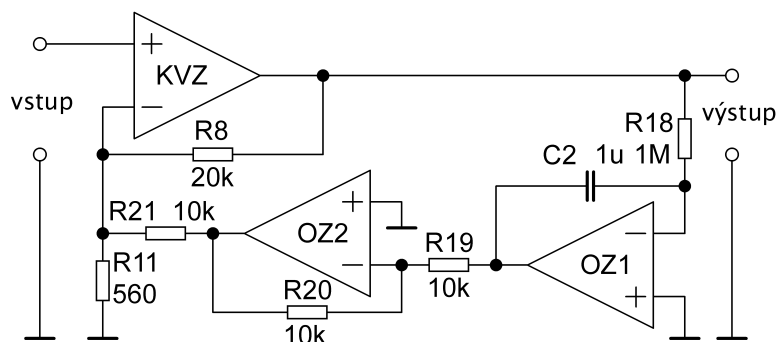 +
KVZ
−
vstup
výstup
R8
20k
R18
1M
C2
1u
R21
10k
+
OZ2
−
R19
10k
−
OZ1
+
R11
560
R20
10k